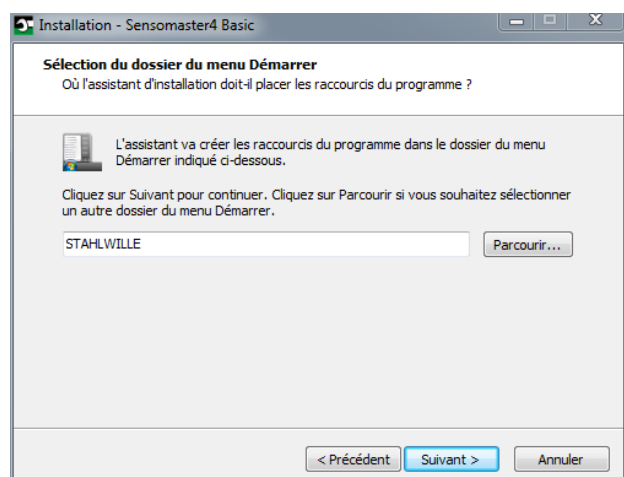 Installation - Sensomaster4 Basic
Sélection du dossier du menu Démarrer
Où l'assistant d'installation doit-il placer les raccourcis du programme ?
L'assistant va créer les raccourcis du programme dans le dossier du menu
Démarrer indiqué ci-dessous.
Cliquez sur Suivant pour continuer. Cliquez sur Parcourir si vous souhaitez sélectionner
un autre dossier du menu Démarrer.
STAHLWILLE
Parcourir...
< Précédent
Suivant >
Annuler